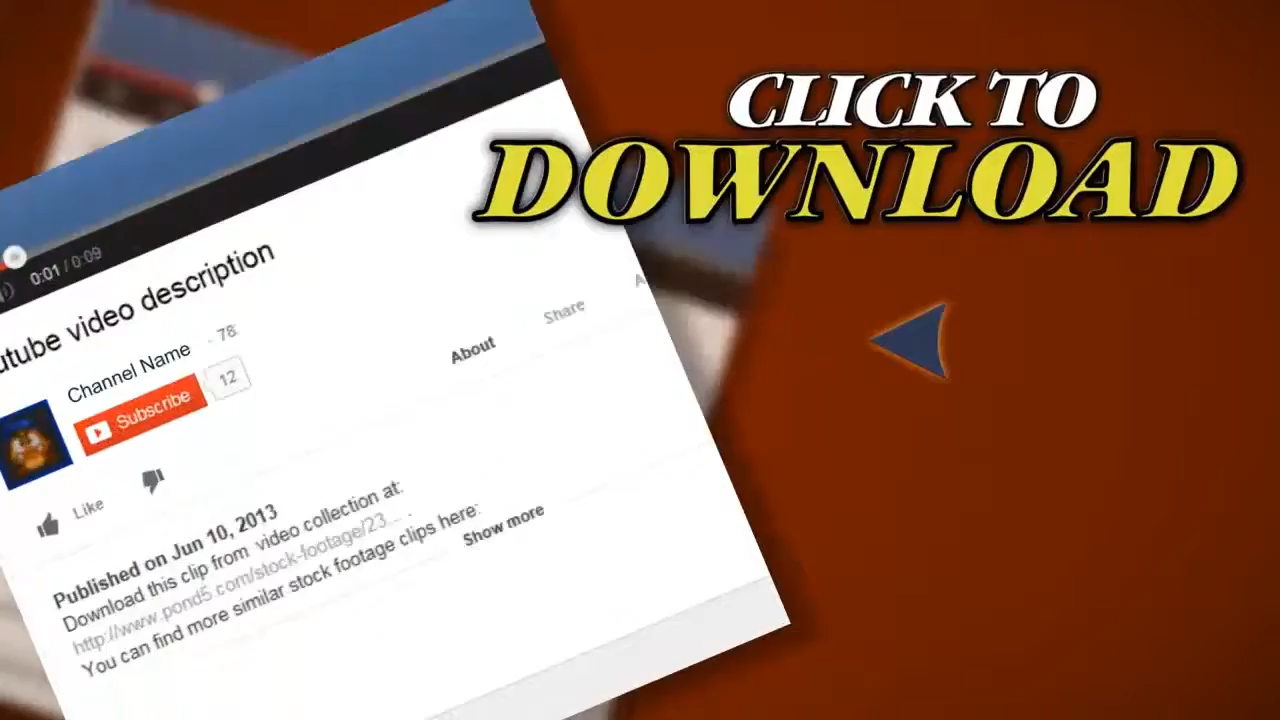 CLICK TO
DOWNLOAD
0:01 / 0:09
utube video description
Channel Name
78
Subscribe
12
About
Share
Like
Published on Jun 10, 2013
Download this clip from video collection at:
http://www.pond5.com/stock-footage/23...
You can find more similar stock footage clips here:
Show more